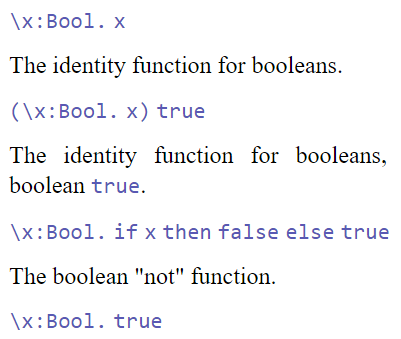 \x:Bool. x
The identity function for booleans.
(\x:Bool. x) true
The identity function for booleans,
boolean true.
\x:Bool. if x then false else true
The boolean "not" function.
\x:Bool. true